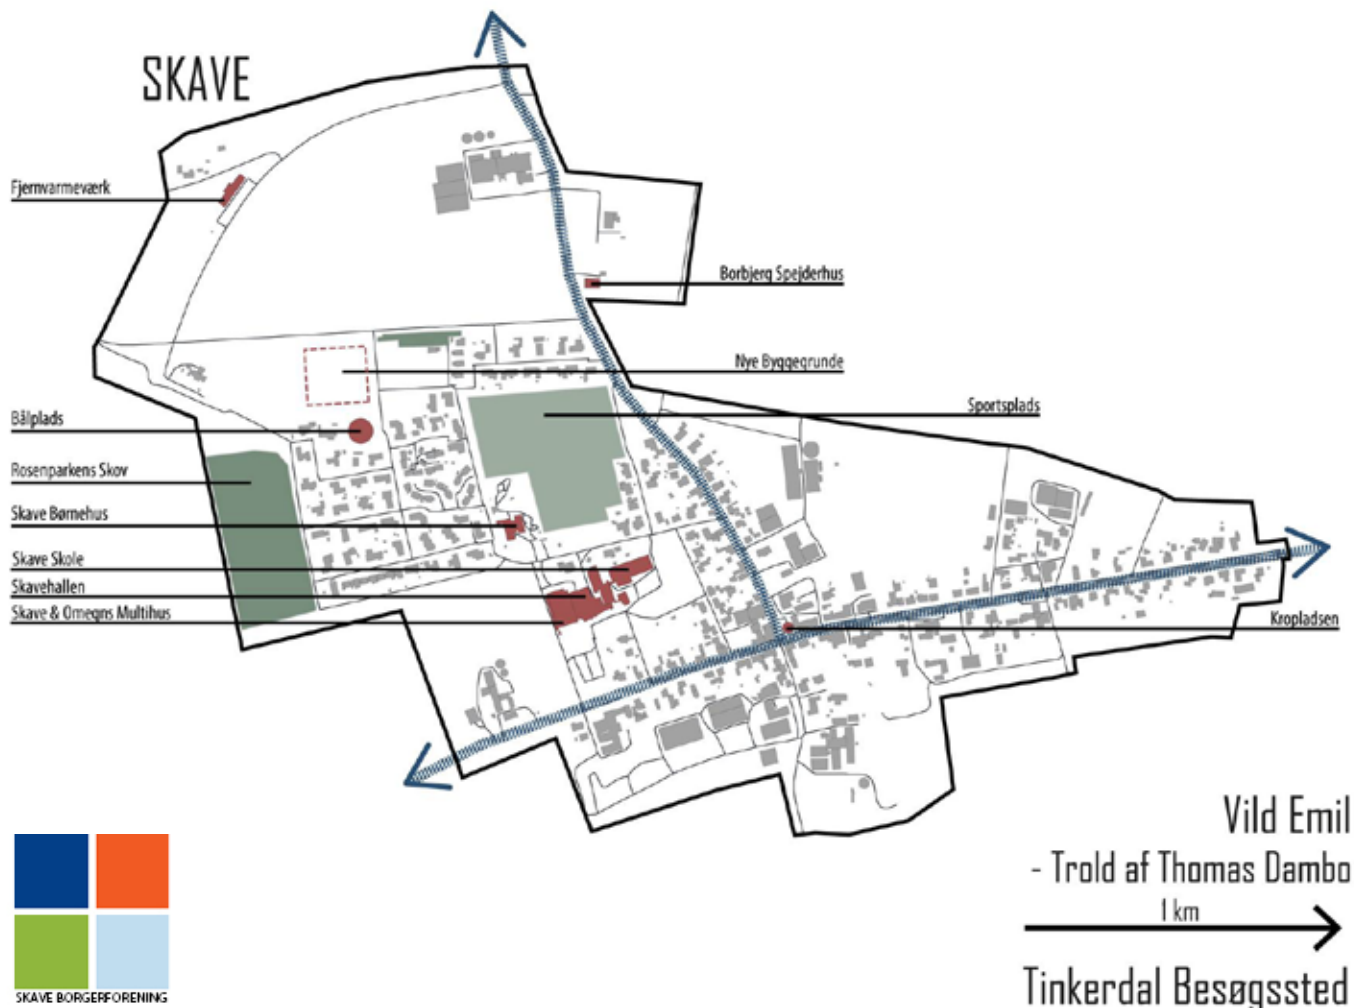 SKAVE
Fjernvarmeværk
Borbjerg Spejderhus
Nye Byggegrunde
Sportsplads
Bålplads
Rosenparkens Skov
Skave Børnehus
Skave Skole
Skavehallen
Skave & Omegns Multihus
Kropladsen
Vild Emil
- Trold af Thomas Dambo
1 km
Tinkerdal Besøgssted
SKAVE BORGERFORENING